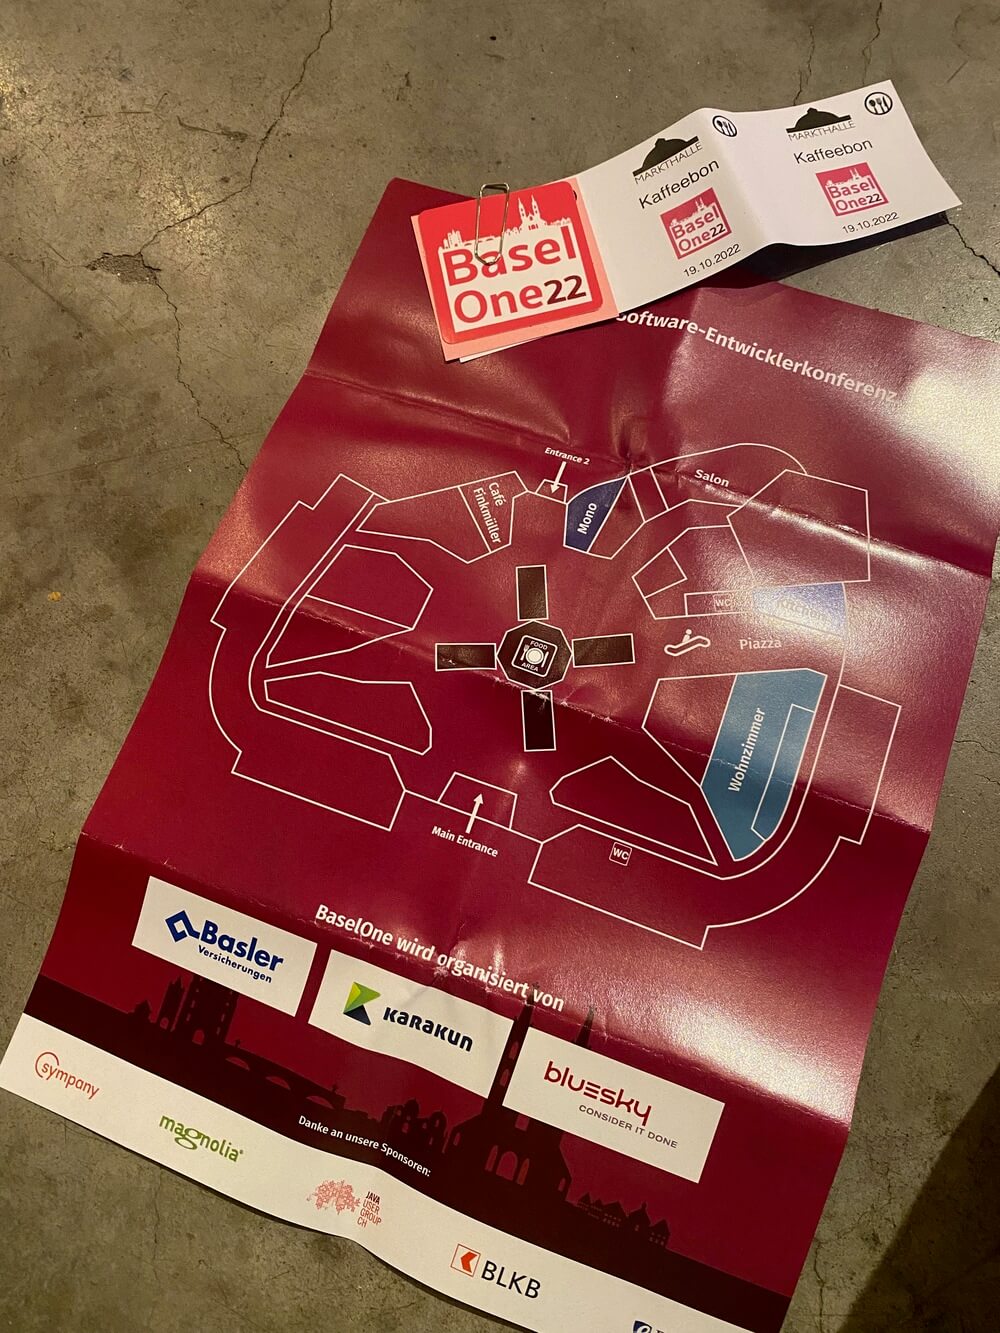 MARKTHALLE
Kaffeebon
Basel
One22
19.10.2022
MARKTHALLE
Kaffeebon
Basel
One22
19.10.2022
Basel
One22
Software-Entwicklerkonferenz
Entrance 2
Salon
Café
Finkmüller
Mono
WC
FOOD
AREA
Piazza
Wohnzimmer
Main Entrance
WC
BaselOne wird organisiert von
Basler
Versicherungen
KARAKUN
bluesky
CONSIDER IT DONE
Danke an unsere Sponsoren:
sympany
magnolia®
JAVA
USER
GROUP
CH
BLKB